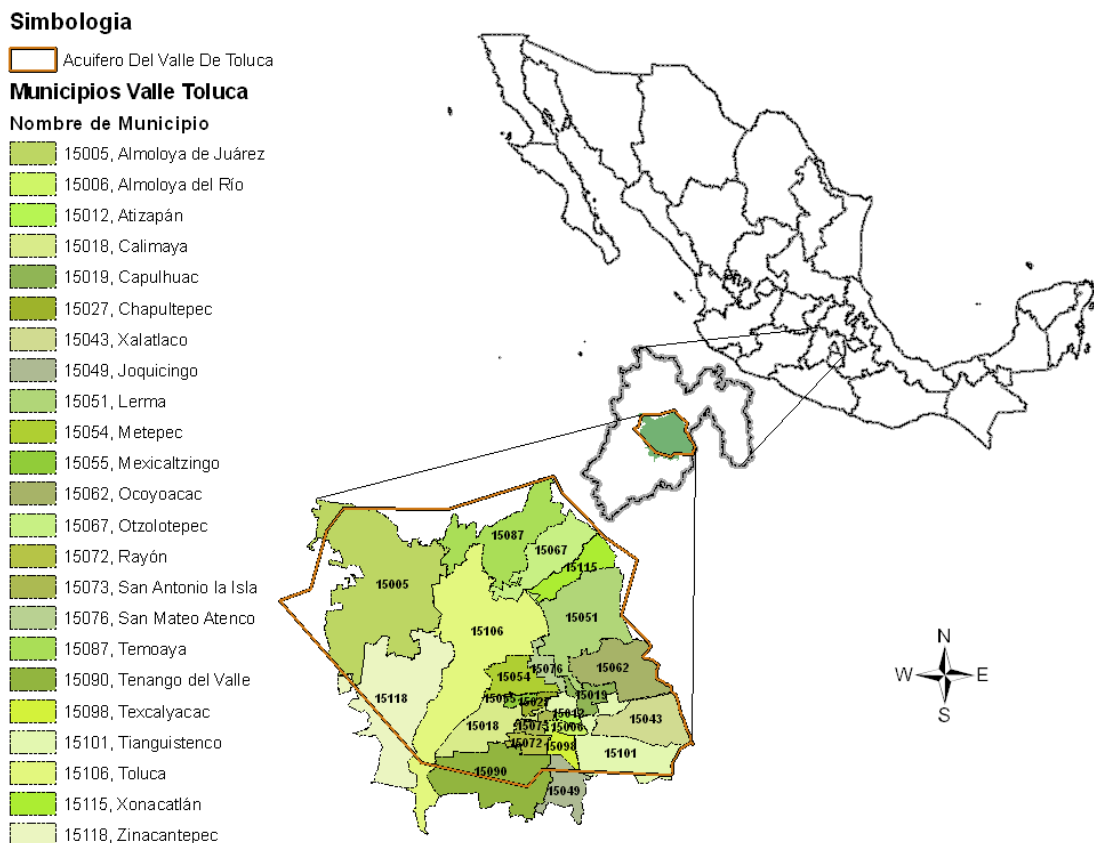 Simbologia
Acuifero Del Valle De Toluca
Municipios Valle Toluca
Nombre de Municipio
15005, Almoloya de Juárez
15006, Almoloya del Río
15012, Atizapán
15018, Calimaya
15019, Capulhuac
15027, Chapultepec
15043, Xalatlaco
15049, Joquicingo
15051, Lerma
15054, Metepec
15055, Mexicaltzingo
15062, Ocoyoacac
15067, Otzolotepec
15072, Rayón
15073, San Antonio la Isla
15076, San Mateo Atenco
15087, Temoaya
15090, Tenango del Valle
15098, Texcalyacac
15101, Tianguistenco
15106, Toluca
15115, Xonacatlán
15118, Zinacantepec
15087
15067
15115
15005
15051
15106
15076
15062
15054
15019
15055
15027
15118
15012
15043
15018
15073
15006
15072
15098
15101
15090
15049
N
W
E
S